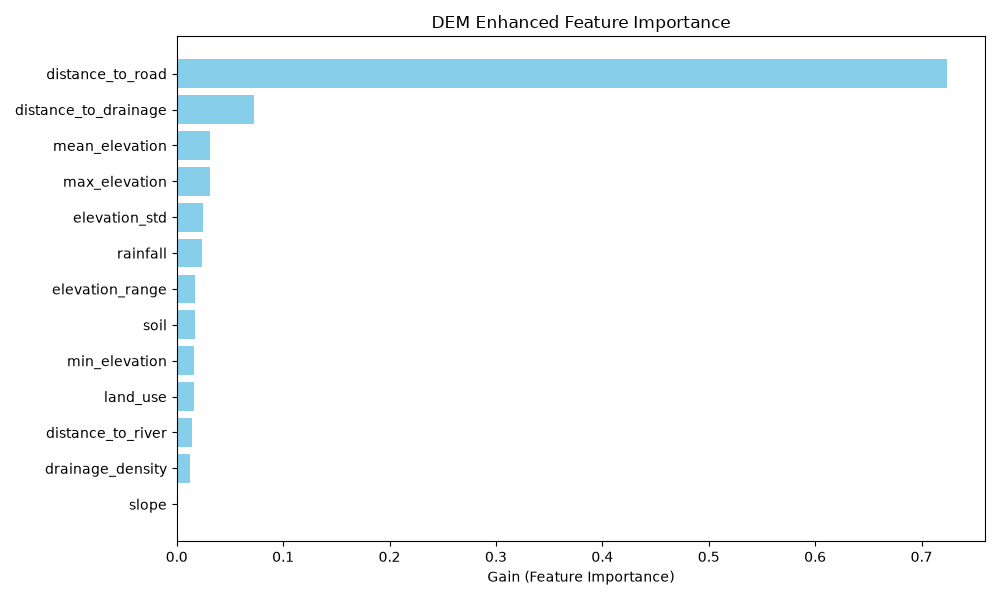 DEM Enhanced Feature Importance
distance_to_road
distance_to_drainage
mean_elevation
max_elevation
elevation_std
rainfall
elevation_range
soil
min_elevation
land_use
distance_to_river
drainage_density
slope
0.0 0.1 0.2 0.3 0.4 0.5 0.6 0.7
Gain (Feature Importance)